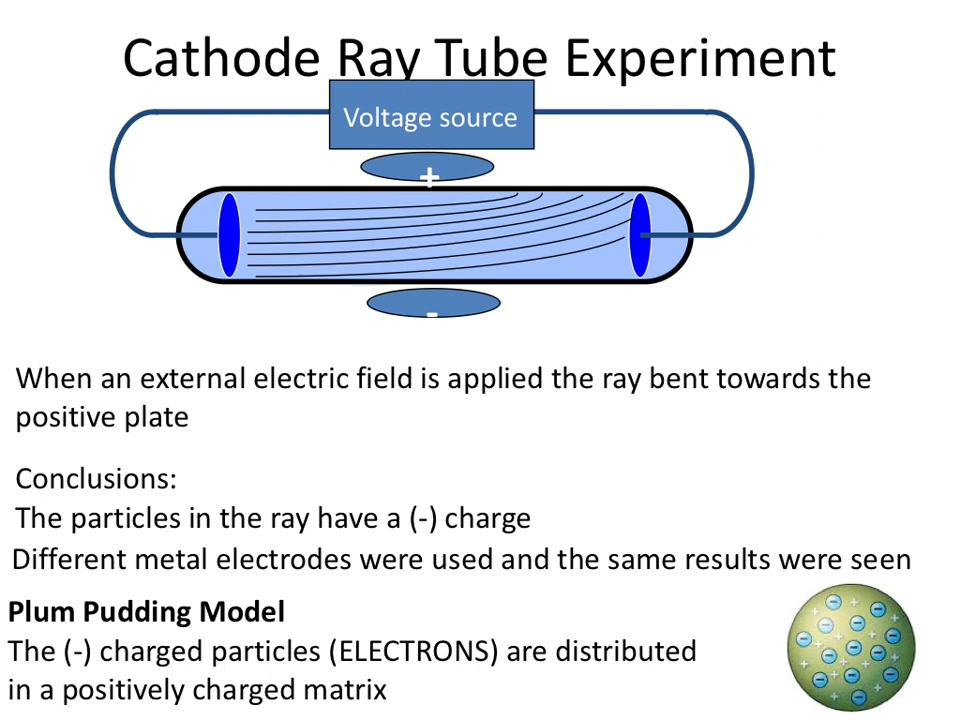 Cathode Ray Tube Experiment
Voltage source
+
-
When an external electric field is applied the ray bent towards the
positive plate
Conclusions:
The particles in the ray have a (-) charge
Different metal electrodes were used and the same results were seen
Plum Pudding Model
The (-) charged particles (ELECTRONS) are distributed
in a positively charged matrix